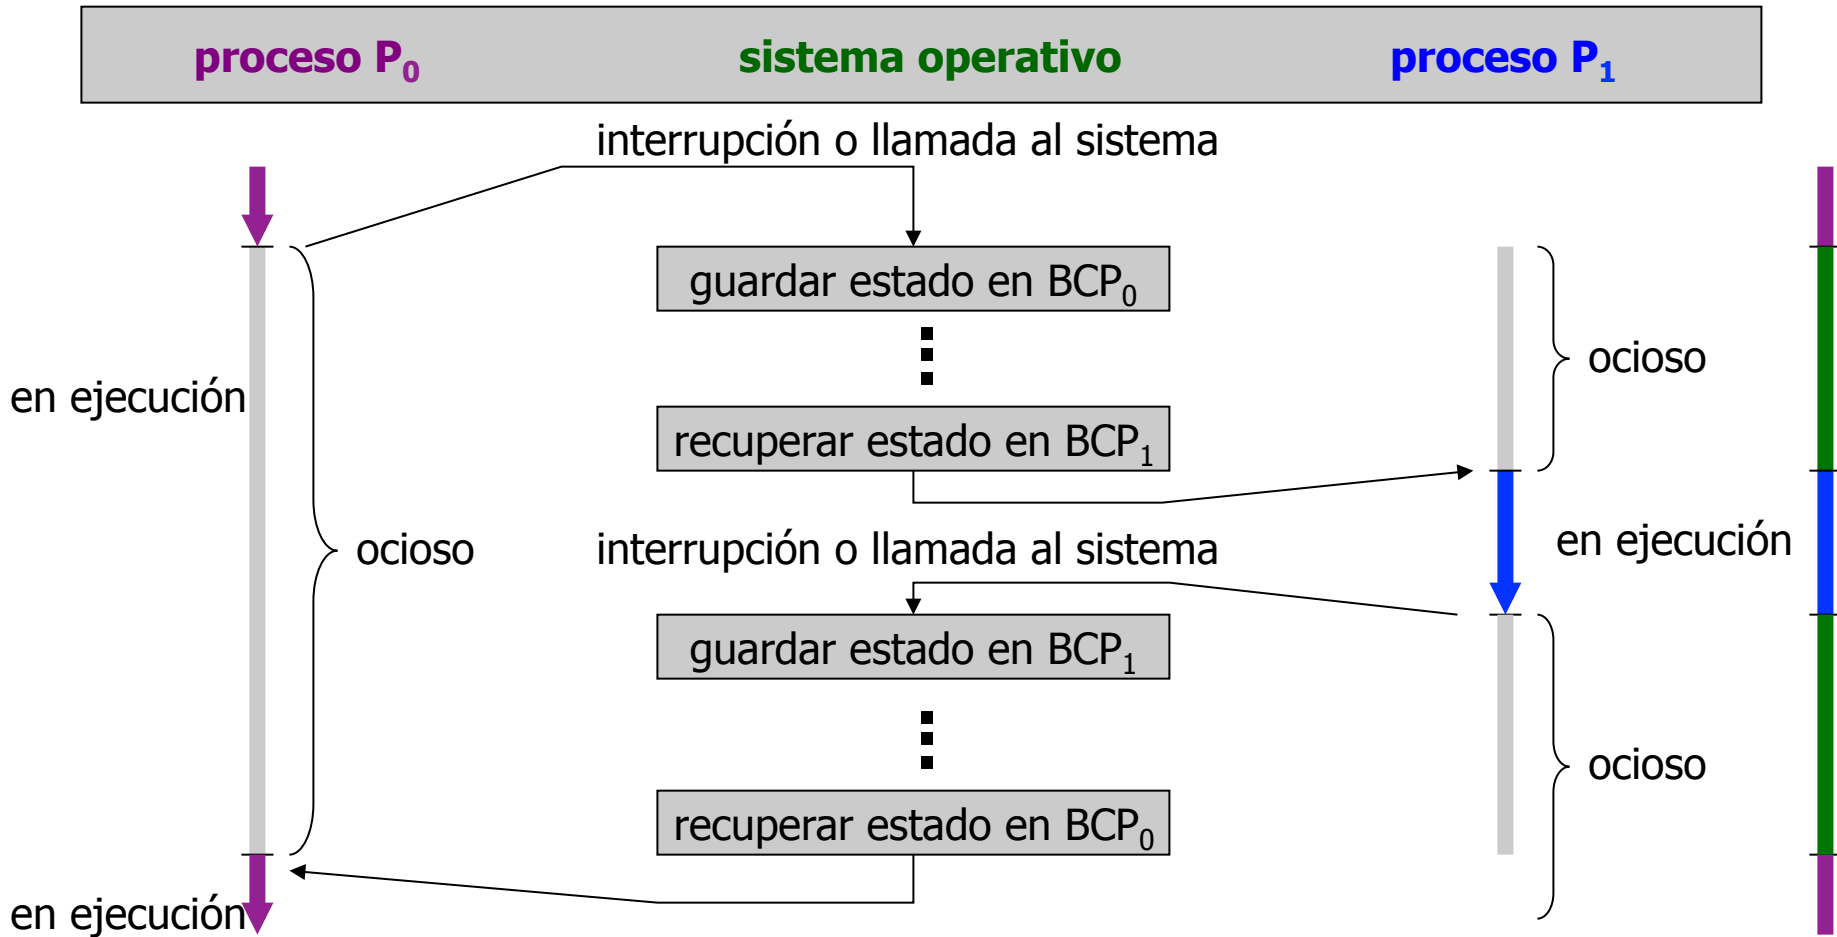 proceso P₀ sistema operativo proceso P₁
interrupción o llamada al sistema
guardar estado en BCP₀
ocioso
en ejecución
recuperar estado en BCP₁
ocioso
interrupción o llamada al sistema
en ejecución
guardar estado en BCP₁
ocioso
recuperar estado en BCP₀
en ejecución